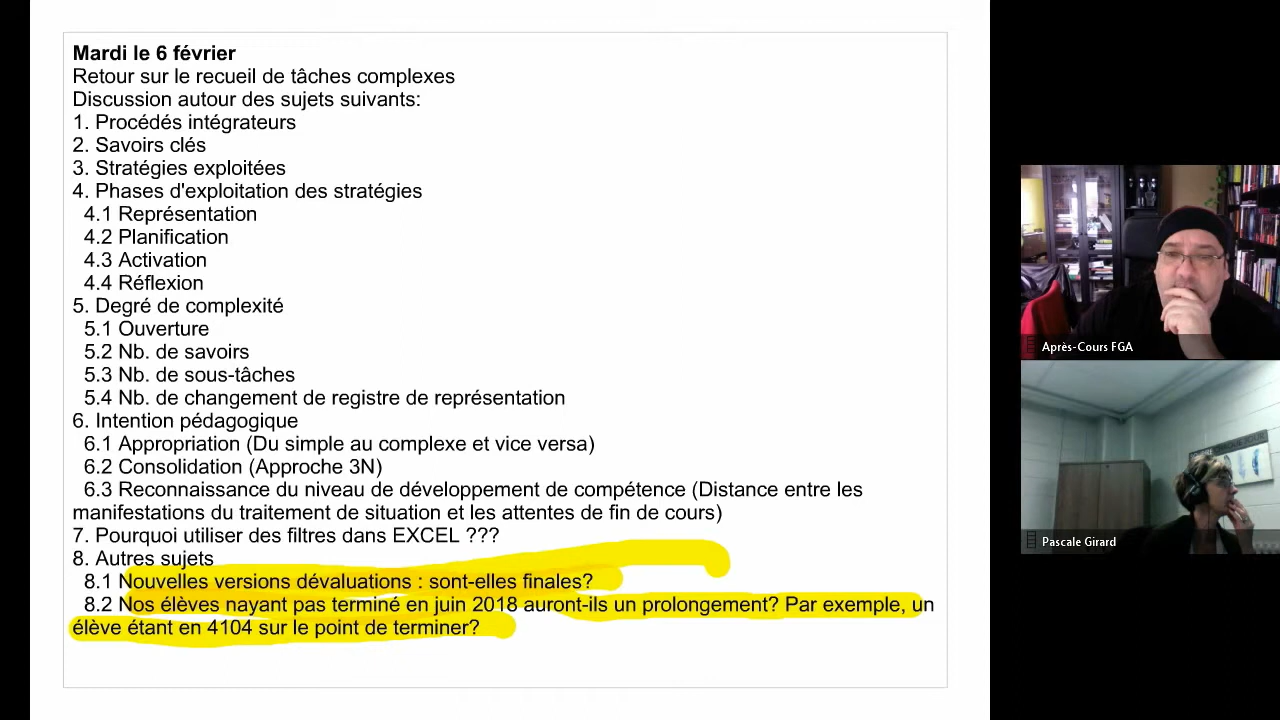 Mardi le 6 février
Retour sur le recueil de tâches complexes
Discussion autour des sujets suivants:
1. Procédés intégrateurs
2. Savoirs clés
3. Stratégies exploitées
4. Phases d'exploitation des stratégies
4.1 Représentation
4.2 Planification
4.3 Activation
4.4 Réflexion
5. Degré de complexité
5.1 Ouverture
5.2 Nb. de savoirs
5.3 Nb. de sous-tâches
5.4 Nb. de changement de registre de représentation
6. Intention pédagogique
6.1 Appropriation (Du simple au complexe et vice versa)
6.2 Consolidation (Approche 3N)
6.3 Reconnaissance du niveau de développement de compétence (Distance entre les
manifestations du traitement de situation et les attentes de fin de cours)
7. Pourquoi utiliser des filtres dans EXCEL ???
8. Autres sujets
8.1 Nouvelles versions dévaluations : sont-elles finales?
8.2 Nos élèves nayant pas terminé en juin 2018 auront-ils un prolongement? Par exemple, un
élève étant en 4104 sur le point de terminer?
Après-Cours FGA
Pascale Girard